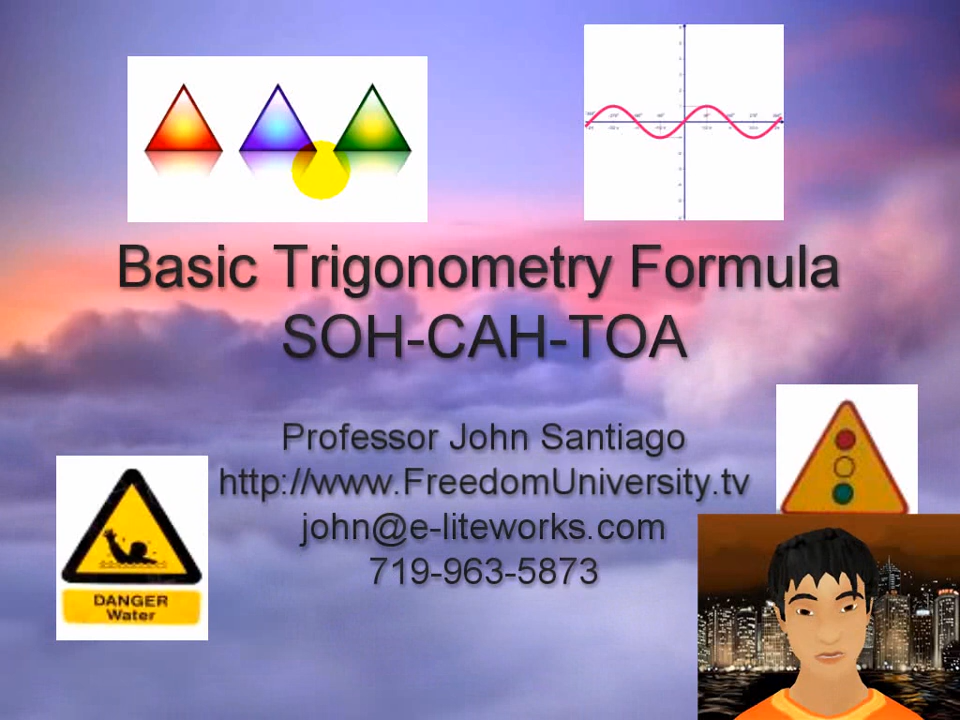 Basic Trigonometry Formula
SOH-CAH-TOA
Professor John Santiago
http://www.FreedomUniversity.tv
john@e-liteworks.com
719-963-5873
DANGER
Water